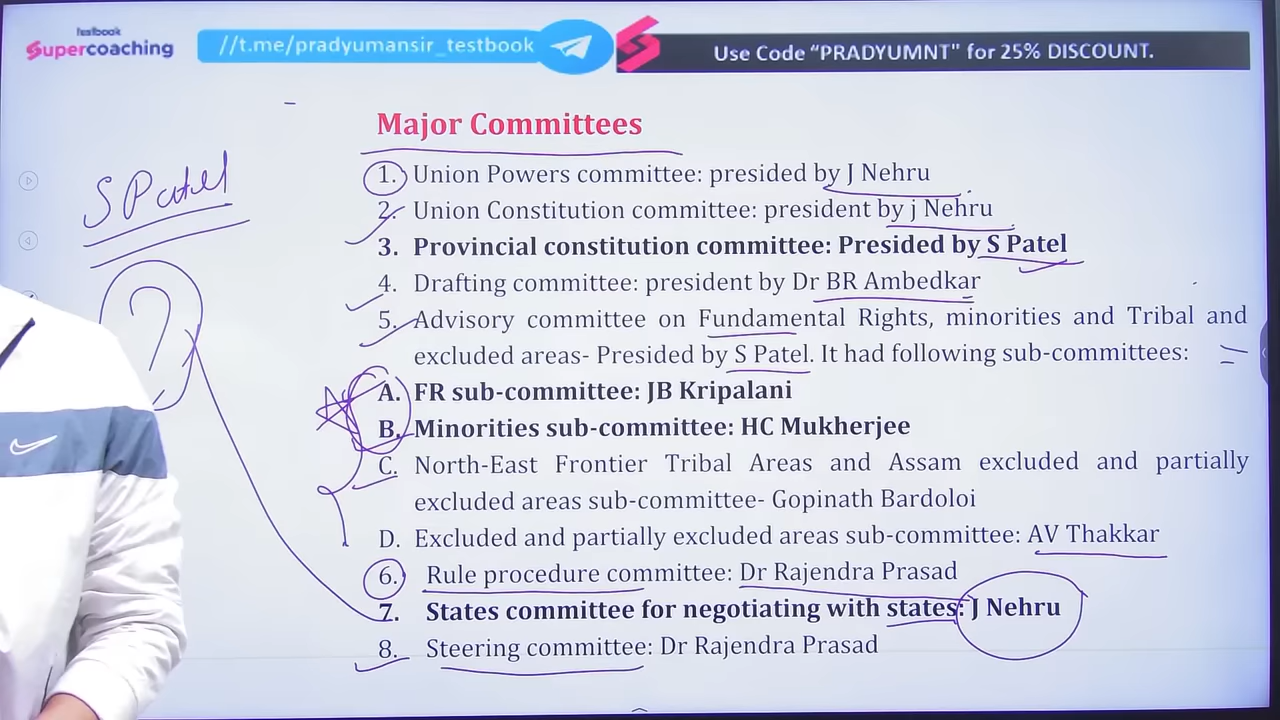 testbook
Supercoaching
//t.me/pradyumansir_testbook
Use Code “PRADYUMNT" for 25% DISCOUNT.
Major Committees
S Patel
1. Union Powers committee: presided by J Nehru
2. Union Constitution committee: president by j Nehru
3. Provincial constitution committee: Presided by S Patel
4. Drafting committee: president by Dr BR Ambedkar
5. Advisory committee on Fundamental Rights, minorities and Tribal and
excluded areas- Presided by S Patel. It had following sub-committees:
A. FR sub-committee: JB Kripalani
B. Minorities sub-committee: HC Mukherjee
C. North-East Frontier Tribal Areas and Assam excluded and partially
excluded areas sub-committee- Gopinath Bardoloi
D. Excluded and partially excluded areas sub-committee: AV Thakkar
6. Rule procedure committee: Dr Rajendra Prasad
7. States committee for negotiating with states: J Nehru
8. Steering committee: Dr Rajendra Prasad